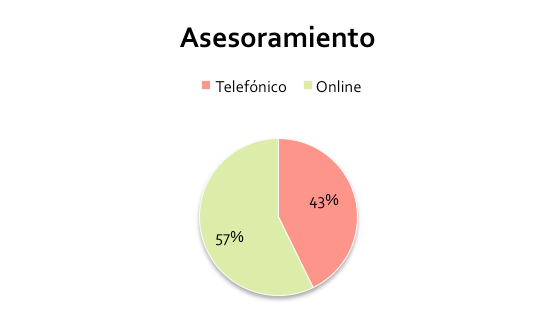 Asesoramiento
Telefónico Online
43%
57%